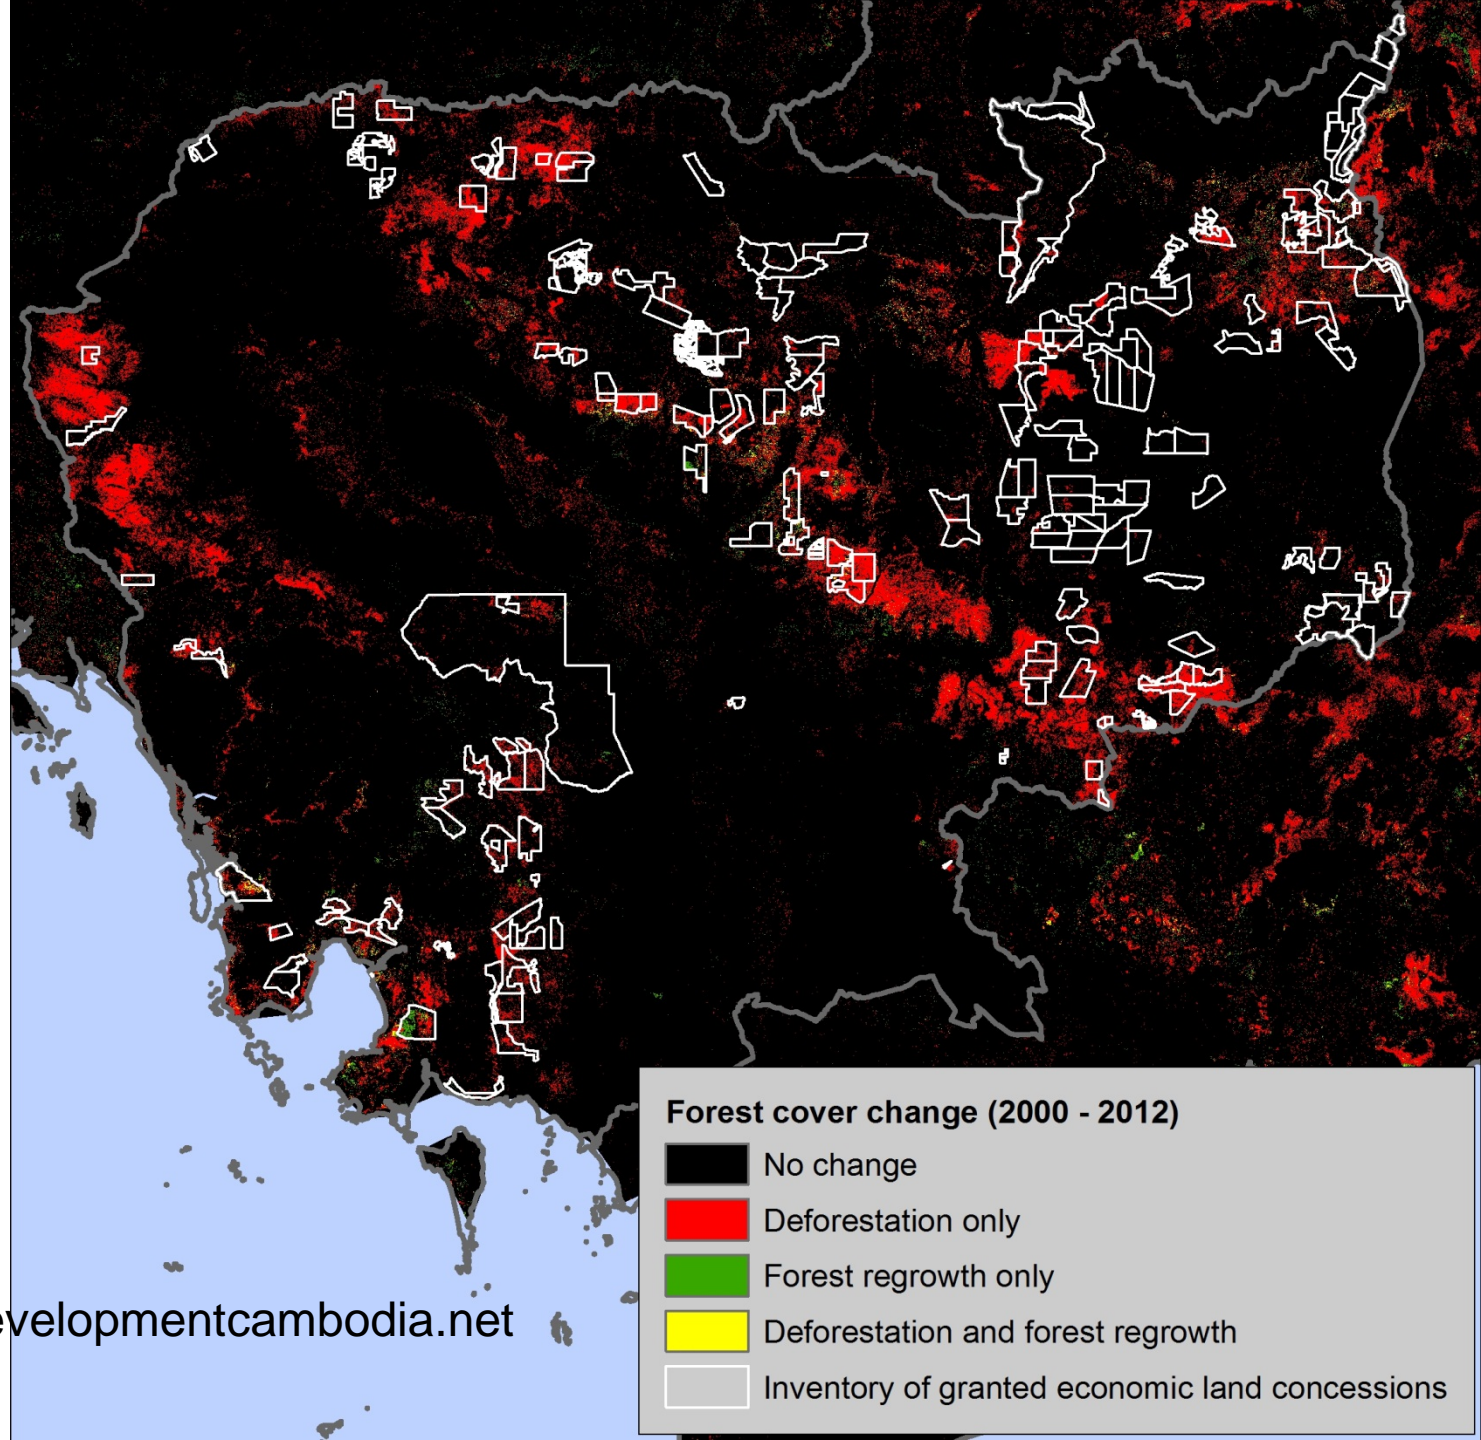 Forest cover change (2000 - 2012)
No change
Deforestation only
Forest regrowth only
Deforestation and forest regrowth
Inventory of granted economic land concessions
evelopmentcambodia.net